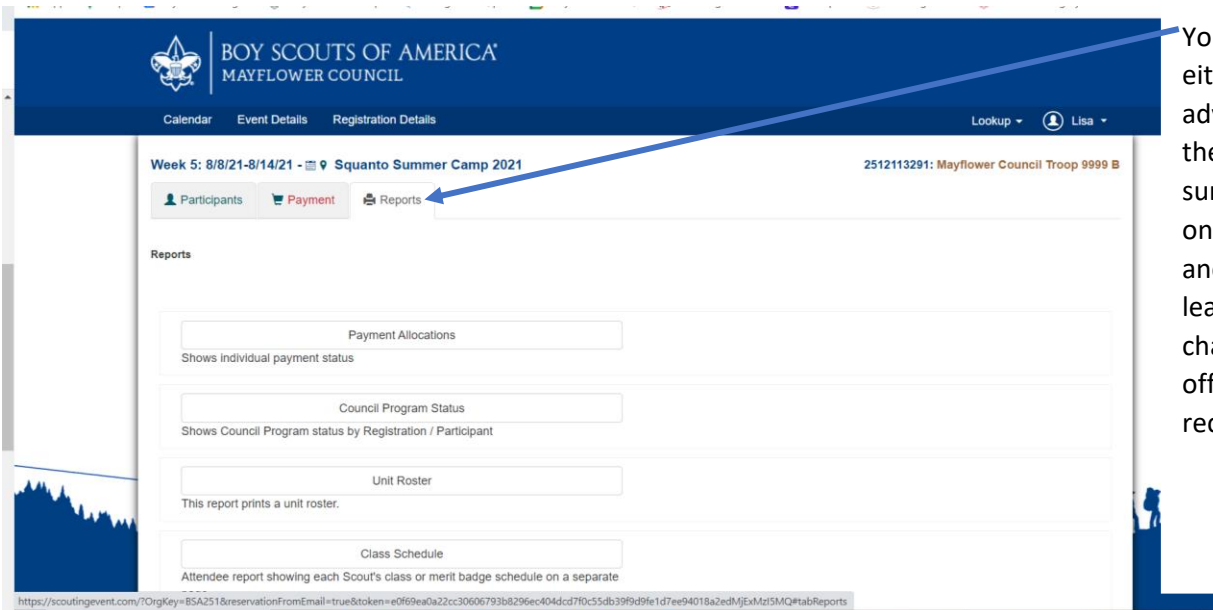 BOY SCOUTS OF AMERICA
MAYFLOWER COUNCIL
Calendar Event Details Registration Details Lookup Lisa
Week 5: 8/8/21-8/14/21 - Squanto Summer Camp 2021 2512113291: Mayflower Council Troop 9999 B
Participants Payment Reports
Reports
Payment Allocations
Shows individual payment status
Council Program Status
Shows Council Program status by Registration / Participant
Unit Roster
This report prints a unit roster.
Class Schedule
Attendee report showing each Scout's class or merit badge schedule on a separate
https://scoutingevent.com/?OrgKey=BSA251&reservationFromEmail=true&token=e0f69ea0a22cc30606793b8296ec404dcd7f0c55db39f9d9fe1d7ee94018a2edMjExMzI5MQ#tabReports